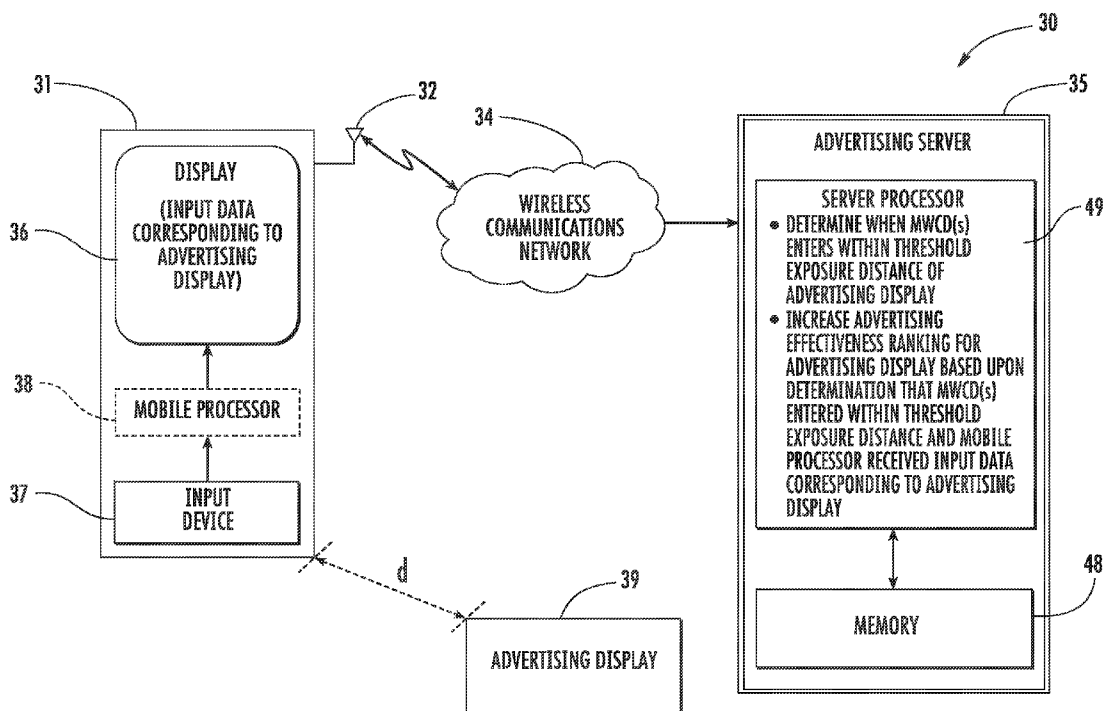 30
31
32
34
35
ADVERTISING SERVER
DISPLAY
(INPUT DATA
CORRESPONDING TO
ADVERTISING
DISPLAY)
36
WIRELESS
COMMUNICATIONS
NETWORK
SERVER PROCESSOR
• DETERMINE WHEN MWCD(s)
ENTERS WITHIN THRESHOLD
EXPOSURE DISTANCE OF
ADVERTISING DISPLAY
• INCREASE ADVERTISING
EFFECTIVENESS RANKING FOR
ADVERTISING DISPLAY BASED UPON
DETERMINATION THAT MWCD(s)
ENTERED WITHIN THRESHOLD
EXPOSURE DISTANCE AND MOBILE
PROCESSOR RECEIVED INPUT DATA
CORRESPONDING TO ADVERTISING
DISPLAY
49
38
MOBILE PROCESSOR
37
INPUT
DEVICE
d
39
ADVERTISING DISPLAY
48
MEMORY